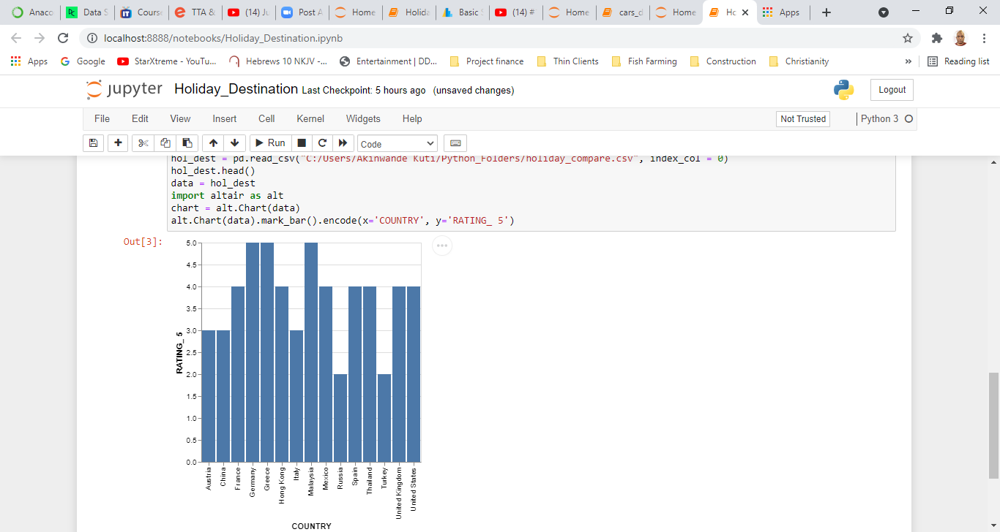 Anaco
Data S
Course
TTA &
(14) Ju
Post A
Home
Holida
Basic S
(14) #
Home
cars_d
Home
Ho
Apps
localhost:8888/notebooks/Holiday_Destination.ipynb
Apps
Google
StarXtreme - YouTu...
Hebrews 10 NKJV -...
Entertainment | DD...
Project finance
Thin Clients
Fish Farming
Construction
Christianity
»
Reading list
jupyter Holiday_Destination Last Checkpoint: 5 hours ago (unsaved changes)
Logout
File Edit View Insert Cell Kernel Widgets Help
Not Trusted
Python 3
Run
Code
hol_dest = pd.read_csv("C:/Users/Akinwande Kuti/Python_Folders/holiday_compare.csv", index_col = 0)
hol_dest.head()
data = hol_dest
import altair as alt
chart = alt.Chart(data)
alt.Chart(data).mark_bar().encode(x='COUNTRY', y='RATING_ 5')
Out[3]:
5.0
4.5
4.0
3.5
3.0
2.5
2.0
1.5
1.0
0.5
0.0
RATING_ 5
Austria
China
France
Germany
Greece
Hong Kong
Italy
Malaysia
Mexico
Russia
Spain
Thailand
Turkey
United Kingdom
United States
COUNTRY